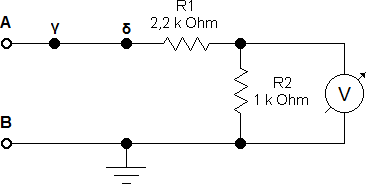 A
γ
δ
R1
2,2 k Ohm
R2
1 k Ohm
V
B